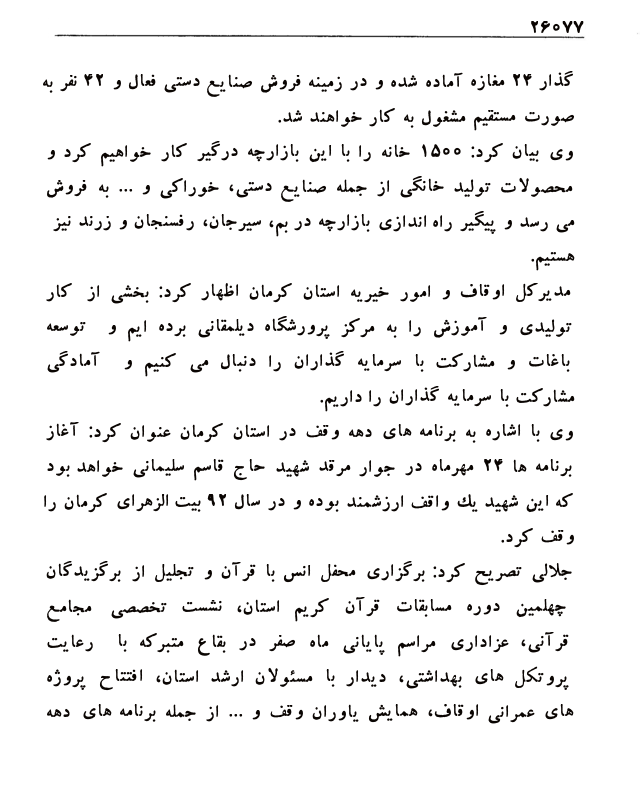 ۲۶۰۷۷
گذار ۲۴ مغازه آماده شده و در زمینه فروش صنایع دستی فعال و ۴۲ نفر به
صورت مستقیم مشغول به کار خواهند شد.
وی بیان کرد: ۱۵۰۰ خانه را با این بازارچه درگیر کار خواهیم کرد و
محصولات تولید خانگی از جمله صنایع دستی، خوراکی و ... به فروش
می رسد و پیگیر راه اندازی بازارچه در بم، سیرجان، رفسنجان و زرند نیز
هستیم.
مدیرکل اوقاف و امور خیریه استان کرمان اظهار کرد: بخشی از کار
تولیدی و آموزش را به مرکز پرورشگاه دیلمقانی برده ایم و توسعه
باغات و مشارکت با سرمایه گذاران را دنبال می کنیم و آمادگی
مشارکت با سرمایه گذاران را داریم.
وی با اشاره به برنامه های دهه وقف در استان کرمان عنوان کرد: آغاز
برنامه ها ۲۴ مهرماه در جوار مرقد شهید حاج قاسم سلیمانی خواهد بود
که این شهید یك واقف ارزشمند بوده و در سال ۹۲ بیت الزهرای کرمان را
وقف کرد.
جلالی تصریح کرد: برگزاری محفل انس با قرآن و تجلیل از برگزیدگان
چهلمین دوره مسابقات قرآن کریم استان، نشست تخصصی مجامع
قرآنی، عزاداری مراسم پایانی ماه صفر در بقاع متبرکه با رعایت
پروتکل های بهداشتی، دیدار با مسئولان ارشد استان، افتتاح پروژه
های عمرانی اوقاف، همایش یاوران وقف و ... از جمله برنامه های دهه